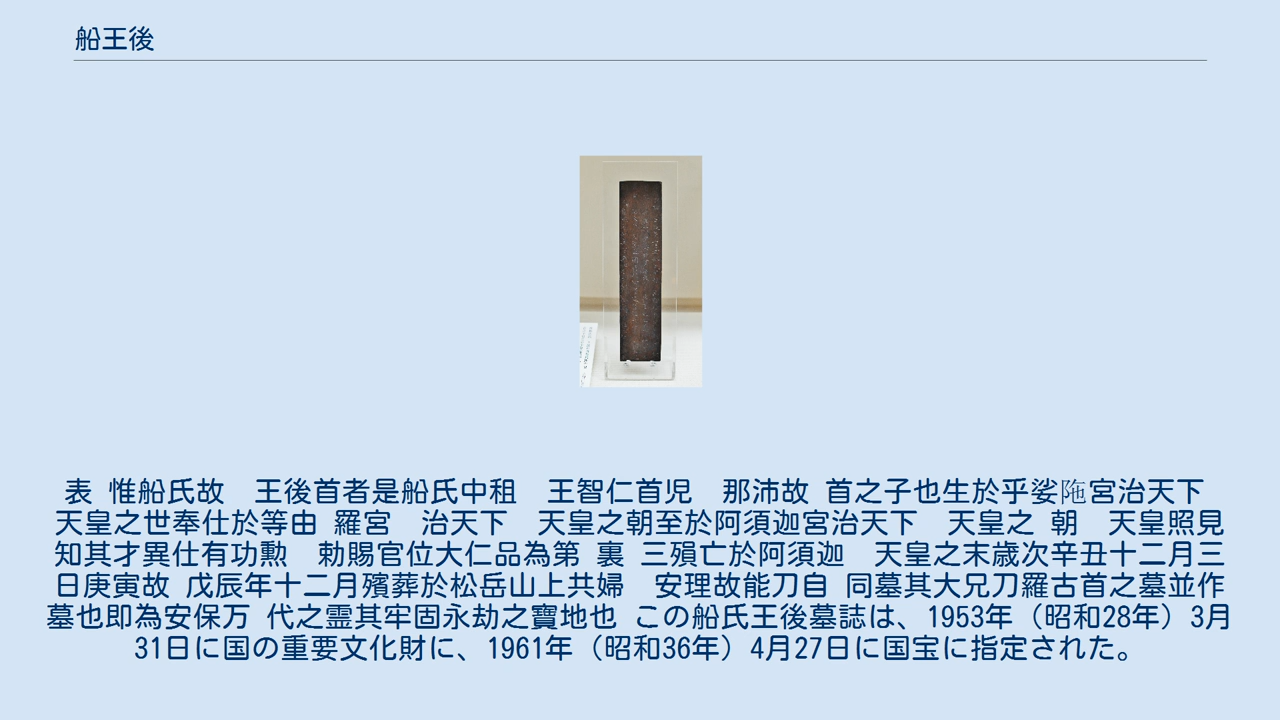 船王後
表 惟船氏故　王後首者是船氏中租　王智仁首児　那沛故 首之子也生於乎娑陁宮治天下
天皇之世奉仕於等由 羅宮　治天下　天皇之朝至於阿須迦宮治天下　天皇之 朝　天皇照見
知其才異仕有功勲　勅賜官位大仁品為第 裏 三殞亡於阿須迦　天皇之末歳次辛丑十二月三
日庚寅故 戊辰年十二月殯葬於松岳山上共婦　安理故能刀自 同墓其大兄刀羅古首之墓並作
墓也即為安保万 代之霊其牢固永劫之寶地也 この船氏王後墓誌は、1953年（昭和28年）3月
31日に国の重要文化財に、1961年（昭和36年）4月27日に国宝に指定された。